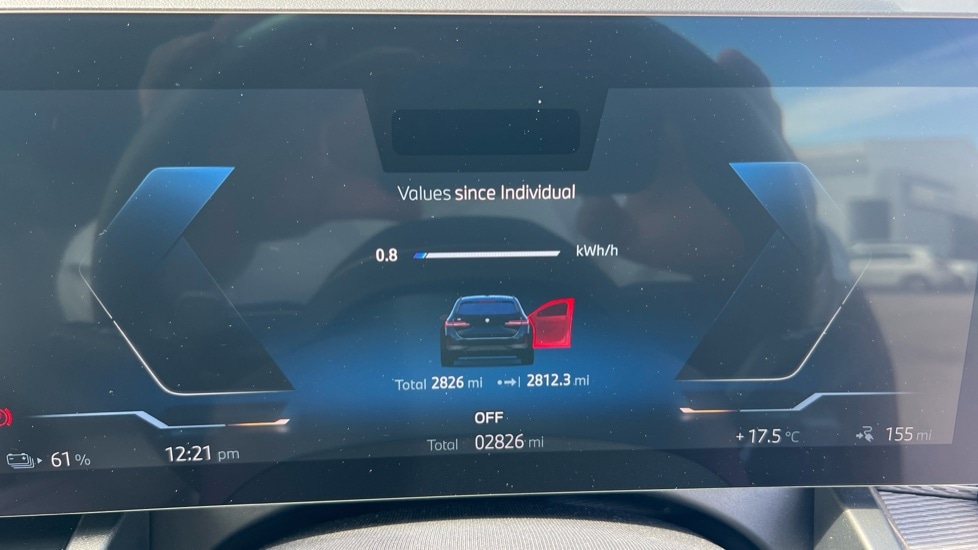 Values since Individual
0.8 kWh/h
Total 2826 mi 2812.3 mi
OFF
Total 02826 mi
61 %
12:21 pm
+17.5 °C
155 mi